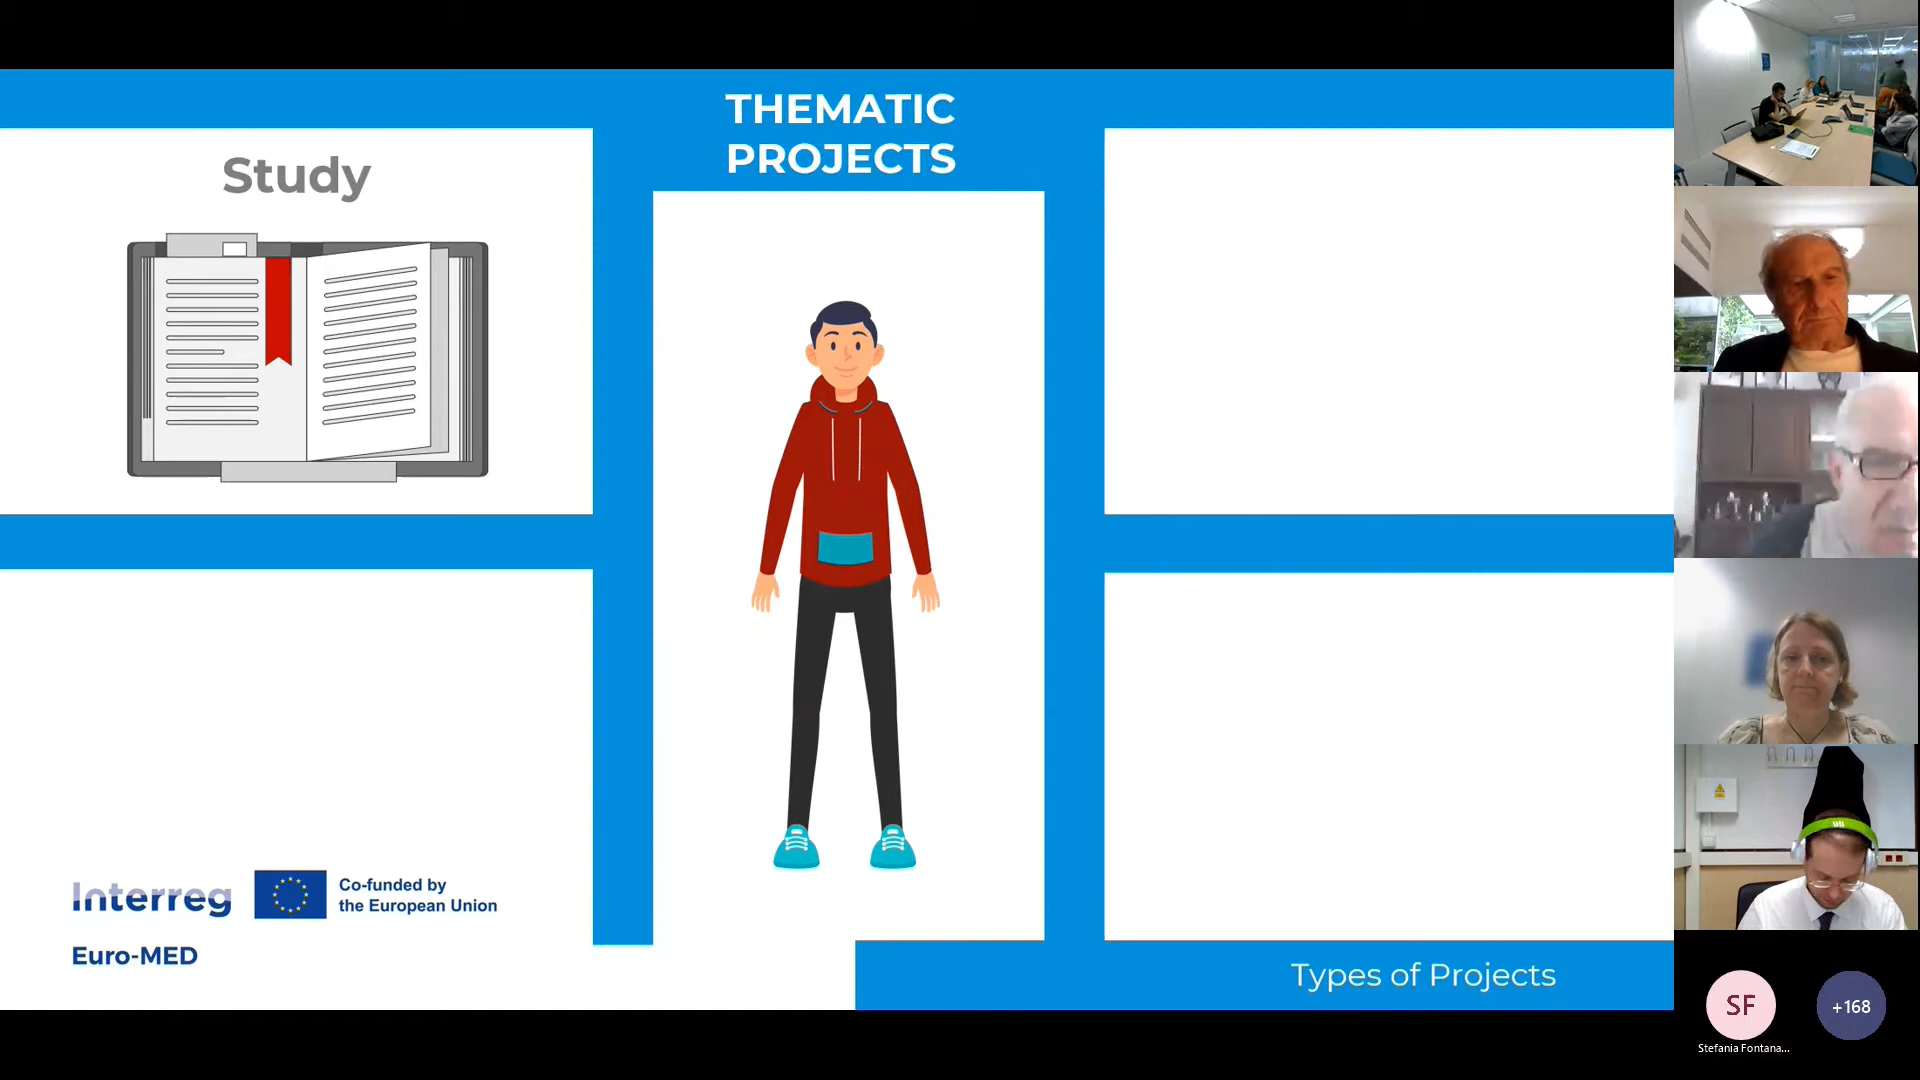 THEMATIC
PROJECTS
Study
Interreg
Co-funded by
the European Union
Euro-MED
Types of Projects
SF
+168
Stefania Fontana...